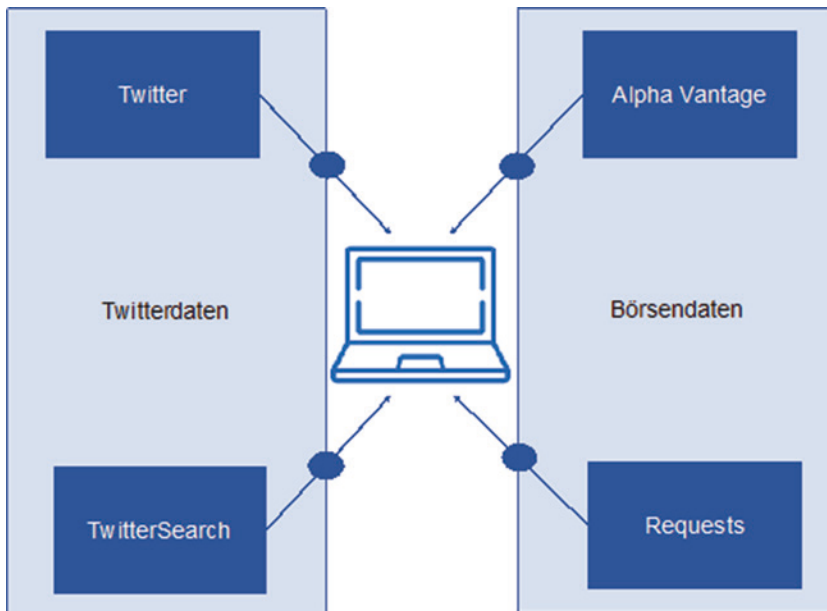 Twitter
Alpha Vantage
Twitterdaten
Börsendaten
TwitterSearch
Requests